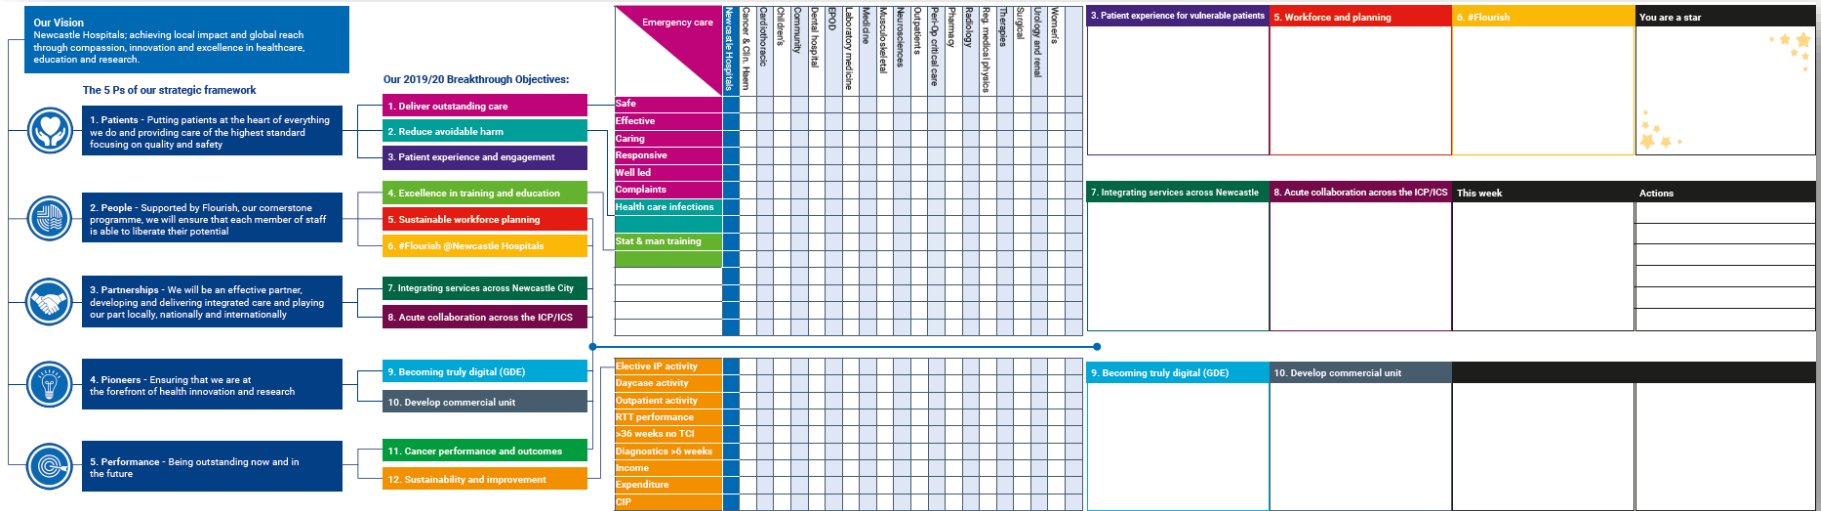 Our Vision
Newcastle Hospitals; achieving local impact and global reach
through compassion, innovation and excellence in healthcare,
education and research.
The 5 Ps of our strategic framework
1. Patients - Putting patients at the heart of everything
we do and providing care of the highest standard
focusing on quality and safety
2. People - Supported by Flourish, our cornerstone
programme, we will ensure that each member of staff
is able to liberate their potential
3. Partnerships - We will be an effective partner,
developing and delivering integrated care and playing
our part locally, nationally and internationally
4. Pioneers - Ensuring that we are at
the forefront of health innovation and research
5. Performance - Being outstanding now and in
the future
Our 2019/20 Breakthrough Objectives:
1. Deliver outstanding care
2. Reduce avoidable harm
3. Patient experience and engagement
4. Excellence in training and education
5. Sustainable workforce planning
6. #Flourish @Newcastle Hospitals
7. Integrating services across Newcastle City
8. Acute collaboration across the ICP/ICS
9. Becoming truly digital (GDE)
10. Develop commercial unit
11. Cancer performance and outcomes
12. Sustainability and improvement
Emergency care
Newcastle Hospitals
Cancer & Clin. Haem
Cardiothoracic
Children's
Community
Dental hospital
EPOD
Laboratory medicine
Medicine
Musculoskeletal
Neurosciences
Outpatients
Peri-Op critical care
Pharmacy
Radiology
Reg. medical physics
Therapies
Surgical
Urology and renal
Women's
Safe
Effective
Caring
Responsive
Well led
Complaints
Health care infections
Stat & man training
Elective IP activity
Daycase activity
Outpatient activity
RTT performance
>36 weeks no TCI
Diagnostics >6 weeks
Income
Expenditure
CIP
3. Patient experience for vulnerable patients
5. Workforce and planning
6. #Flourish
You are a star
7. Integrating services across Newcastle
8. Acute collaboration across the ICP/ICS
This week
Actions
9. Becoming truly digital (GDE)
10. Develop commercial unit